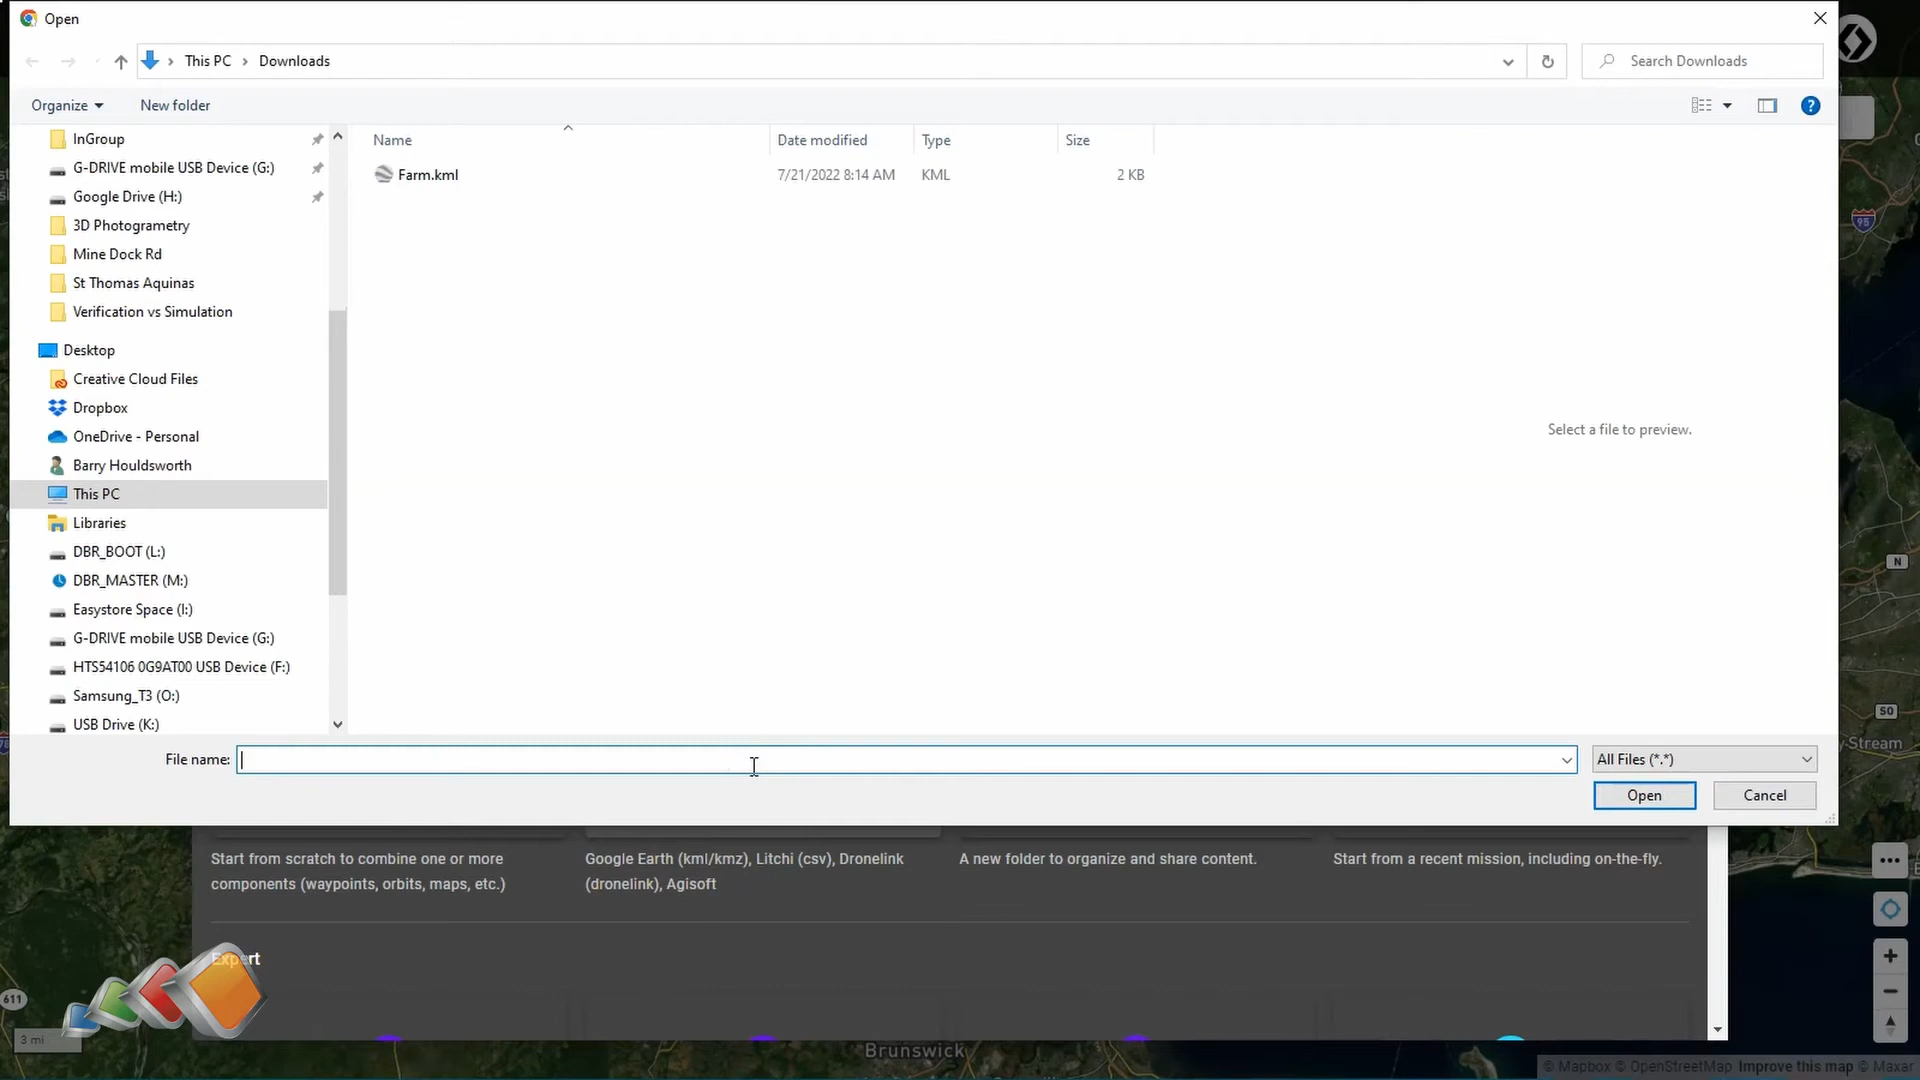 Open
This PC
Downloads
Search Downloads
Organize
New folder
Name
Date modified
Type
Size
Farm.kml
7/21/2022 8:14 AM
KML
2 KB
InGroup
G-DRIVE mobile USB Device (G:)
Google Drive (H:)
3D Photogrametry
Mine Dock Rd
St Thomas Aquinas
Verification vs Simulation
Desktop
Creative Cloud Files
Dropbox
OneDrive - Personal
Barry Houldsworth
This PC
Libraries
DBR_BOOT (L:)
DBR_MASTER (M:)
Easystore Space (I:)
G-DRIVE mobile USB Device (G:)
HTS54106 0G9AT00 USB Device (F:)
Samsung_T3 (O:)
USB Drive (K:)
Select a file to preview.
95
N
50
File name:
All Files (*.*)
Open
Cancel
Start from scratch to combine one or more
components (waypoints, orbits, maps, etc.)
Google Earth (kml/kmz), Litchi (csv), Dronelink
(dronelink), Agisoft
A new folder to organize and share content.
Start from a recent mission, including on-the-fly.
Expert
611
3 mi
Brunswick
© Mapbox © OpenStreetMap Improve this map © Maxar